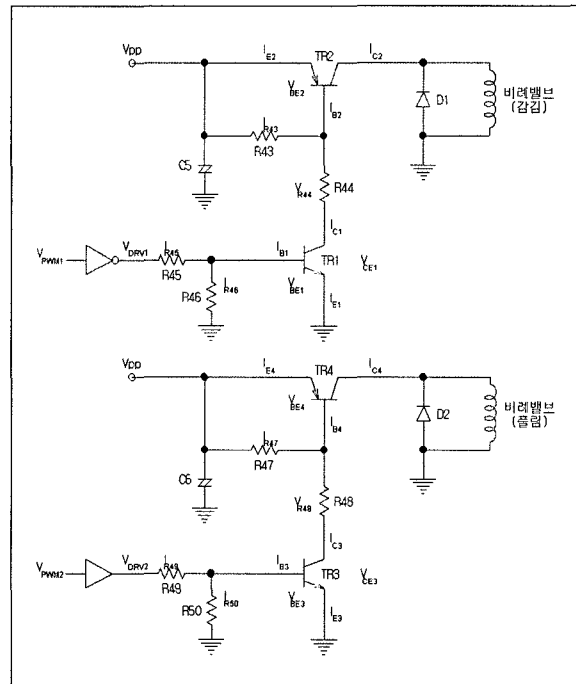 VDD
IE2
TR2
IC2
VBE2
IB2
D1
비례밸브
(감김)
IR43
R43
C5
VR44
R44
IC1
VPWM1
VDRV1
IR45
R45
IB1
TR1
VCE1
R46
IR46
VBE1
IE1
VDD
IE4
TR4
IC4
VBE4
IB4
D2
비례밸브
(풀림)
IR47
R47
C6
VR48
R48
IC3
VPWM2
VDRV2
IR49
R49
IB3
TR3
VCE3
R50
IR50
VBE3
IE3